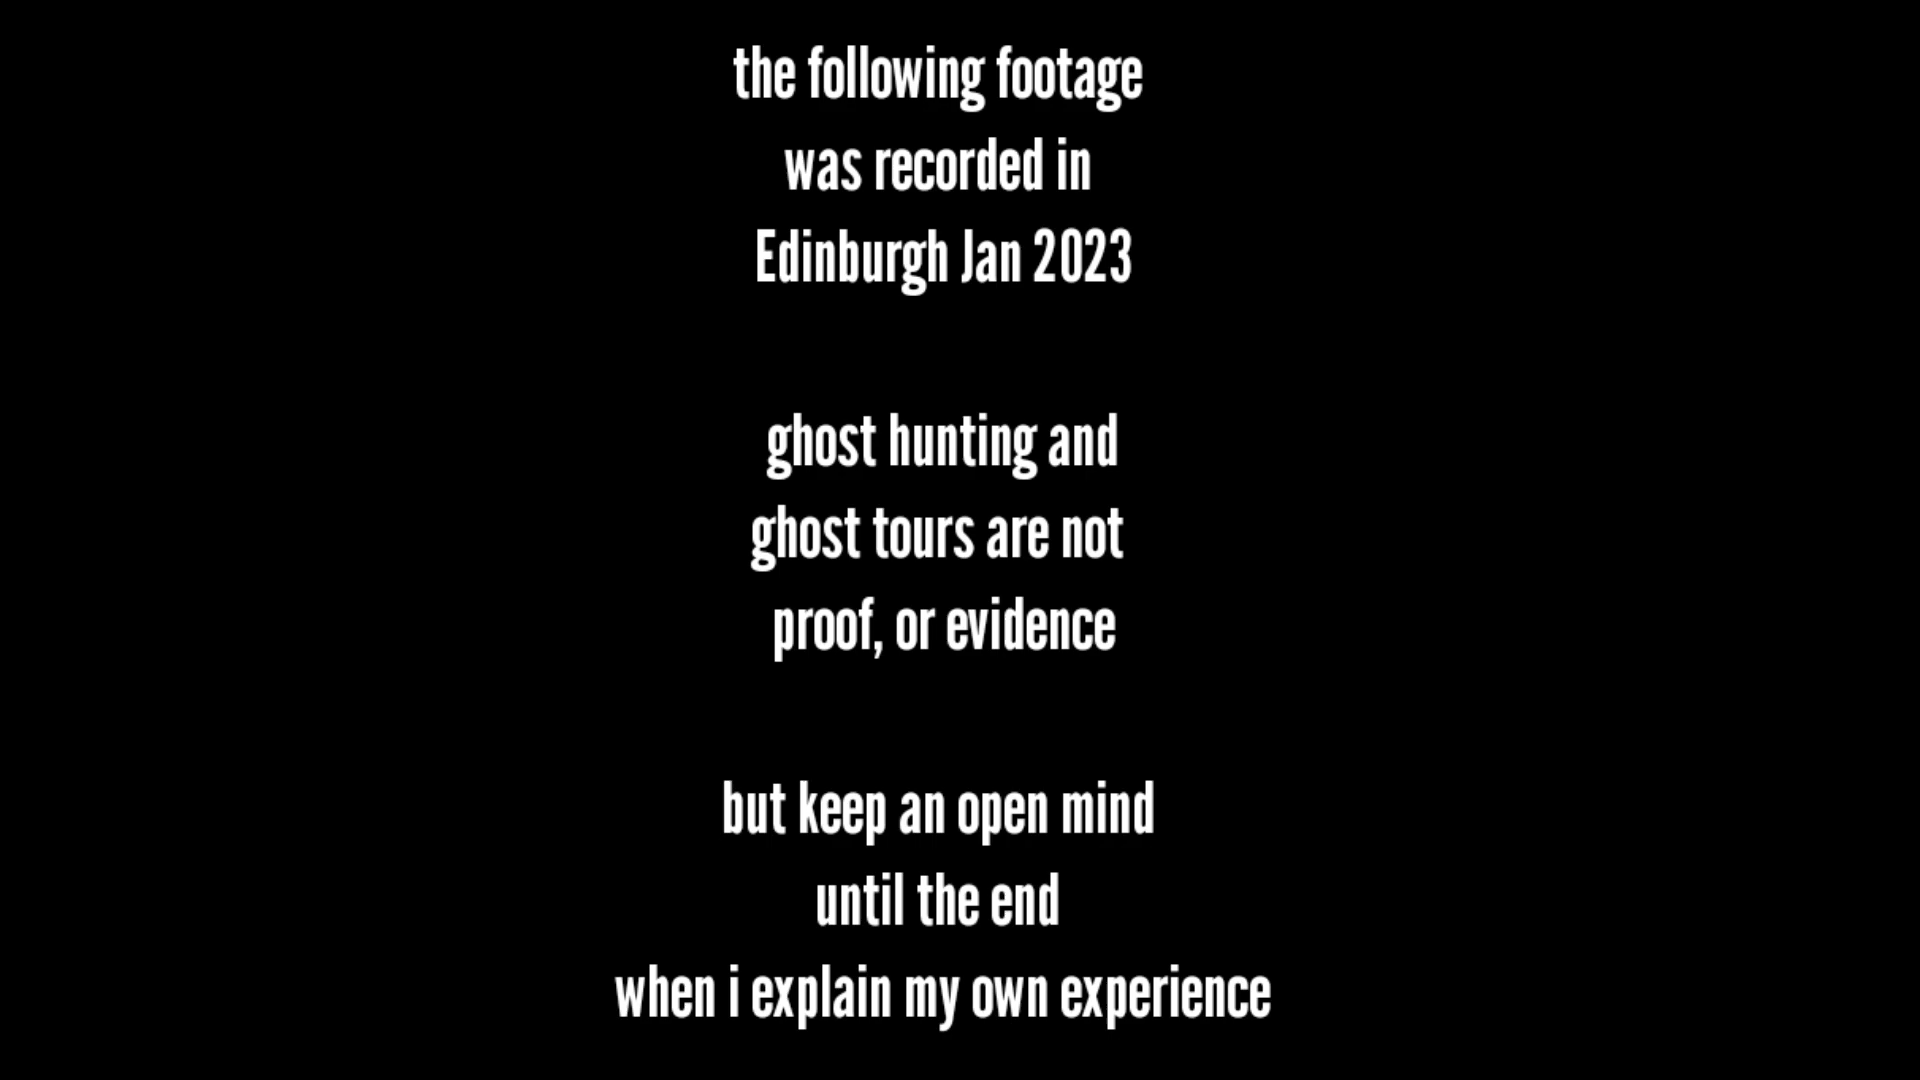 the following footage
was recorded in
Edinburgh Jan 2023
ghost hunting and
ghost tours are not
proof, or evidence
but keep an open mind
until the end
when i explain my own experience